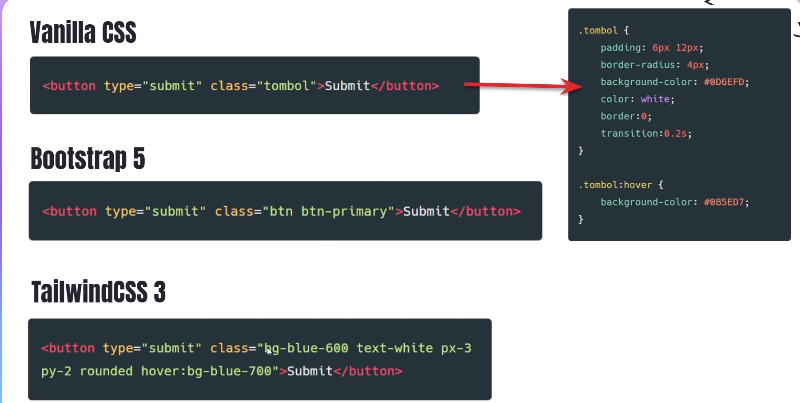 Vanilla CSS
<button type="submit" class="tombol">Submit</button>
.tombol {
    padding: 6px 12px;
    border-radius: 4px;
    background-color: #0D6EFD;
    color: white;
    border:0;
    transition:0.2s;
}
.tombol:hover {
    background-color: #0B5ED7;
}
Bootstrap 5
<button type="submit" class="btn btn-primary">Submit</button>
TailwindCSS 3
<button type="submit" class="bg-blue-600 text-white px-3
py-2 rounded hover:bg-blue-700">Submit</button>